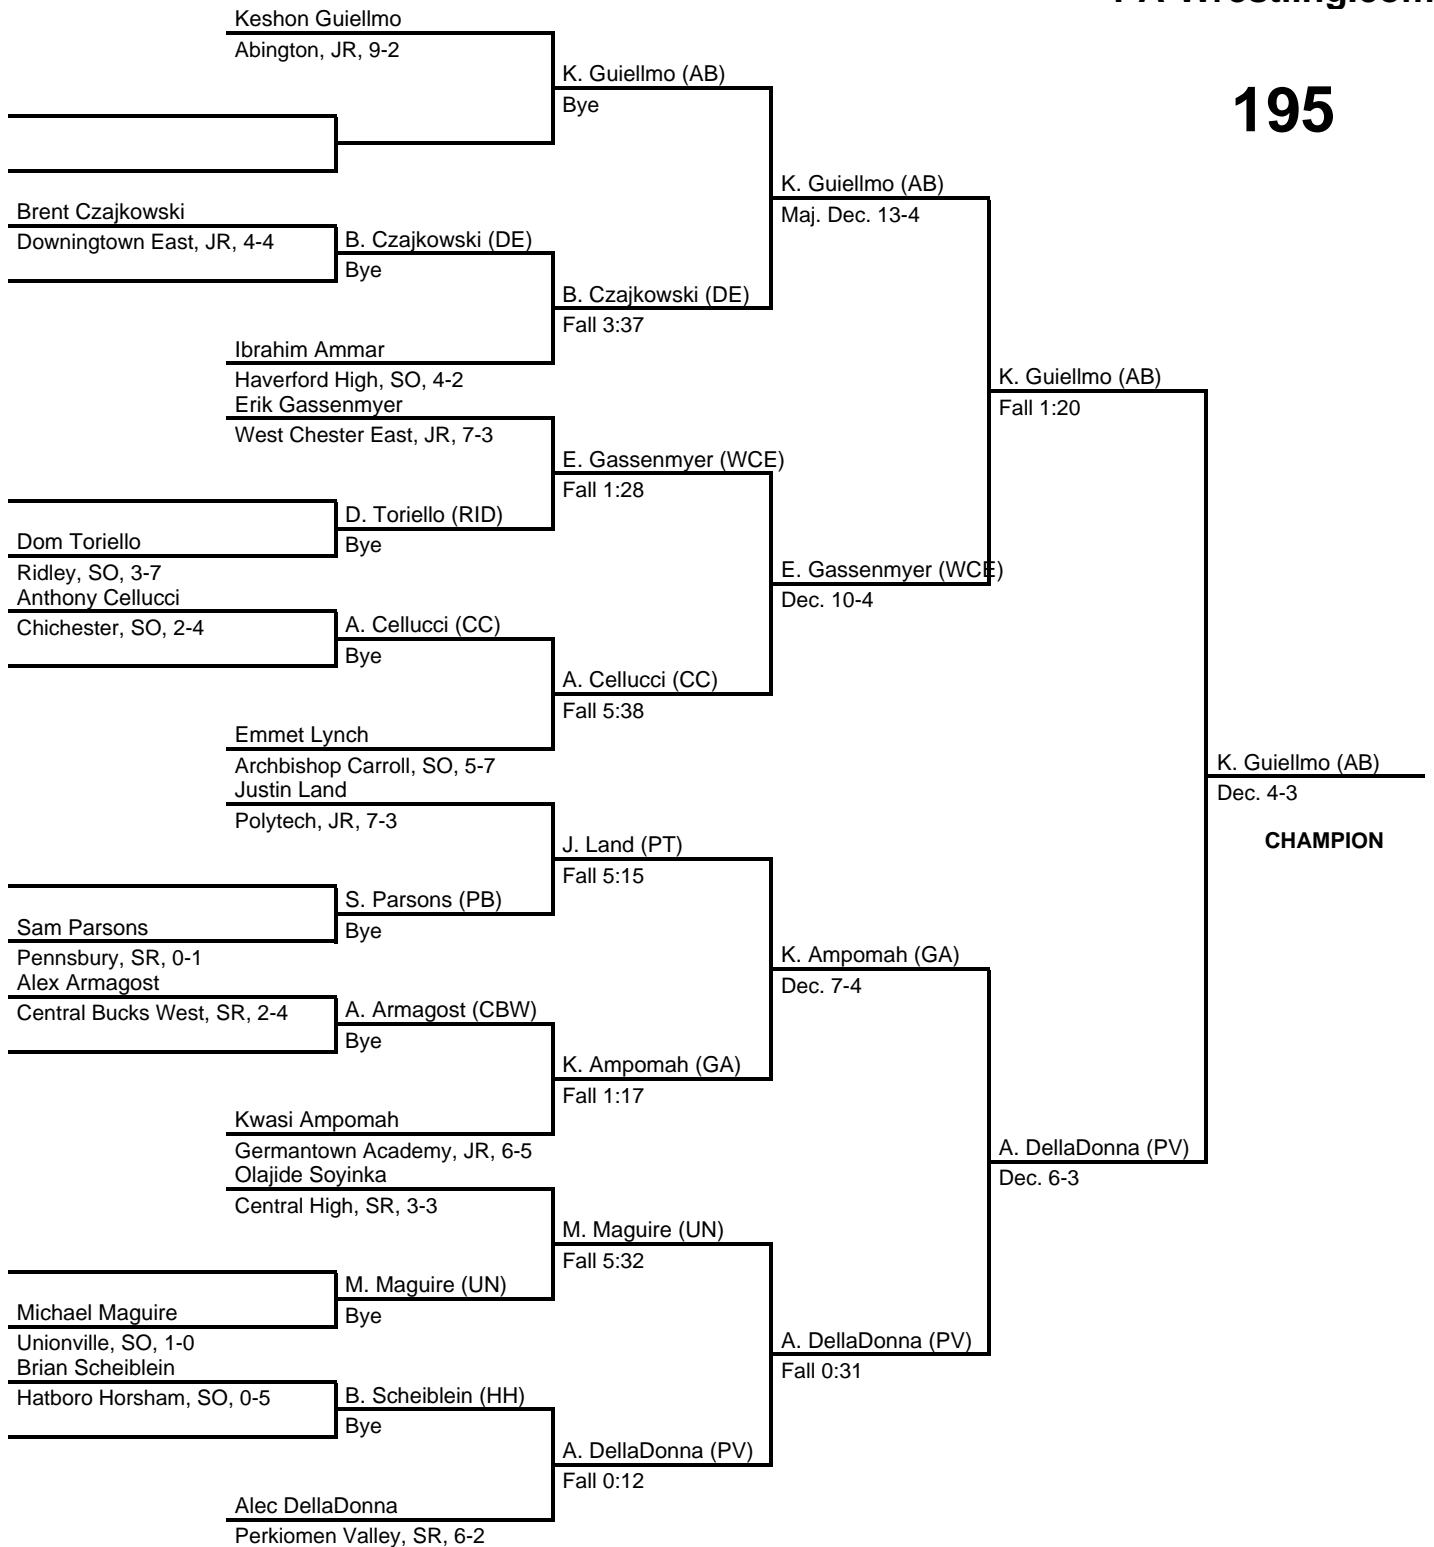 PA-Wrestling.com
195
Keshon Guiellmo
Abington, JR, 9-2
K. Guiellmo (AB)
Bye
K. Guiellmo (AB)
Maj. Dec. 13-4
Brent Czajkowski
Downingtown East, JR, 4-4
B. Czajkowski (DE)
Bye
B. Czajkowski (DE)
Fall 3:37
Ibrahim Ammar
Haverford High, SO, 4-2
K. Guiellmo (AB)
Fall 1:20
Erik Gassenmyer
West Chester East, JR, 7-3
E. Gassenmyer (WCE)
Fall 1:28
D. Toriello (RID)
Bye
Dom Toriello
Ridley, SO, 3-7
E. Gassenmyer (WCE)
Dec. 10-4
Anthony Cellucci
Chichester, SO, 2-4
A. Cellucci (CC)
Bye
A. Cellucci (CC)
Fall 5:38
Emmet Lynch
Archbishop Carroll, SO, 5-7
K. Guiellmo (AB)
Dec. 4-3
CHAMPION
Justin Land
Polytech, JR, 7-3
J. Land (PT)
Fall 5:15
S. Parsons (PB)
Bye
Sam Parsons
Pennsbury, SR, 0-1
K. Ampomah (GA)
Dec. 7-4
Alex Armagost
Central Bucks West, SR, 2-4
A. Armagost (CBW)
Bye
K. Ampomah (GA)
Fall 1:17
Kwasi Ampomah
Germantown Academy, JR, 6-5
A. DellaDonna (PV)
Dec. 6-3
Olajide Soyinka
Central High, SR, 3-3
M. Maguire (UN)
Fall 5:32
M. Maguire (UN)
Bye
Michael Maguire
Unionville, SO, 1-0
A. DellaDonna (PV)
Fall 0:31
Brian Scheiblein
Hatboro Horsham, SO, 0-5
B. Scheiblein (HH)
Bye
A. DellaDonna (PV)
Fall 0:12
Alec DellaDonna
Perkiomen Valley, SR, 6-2